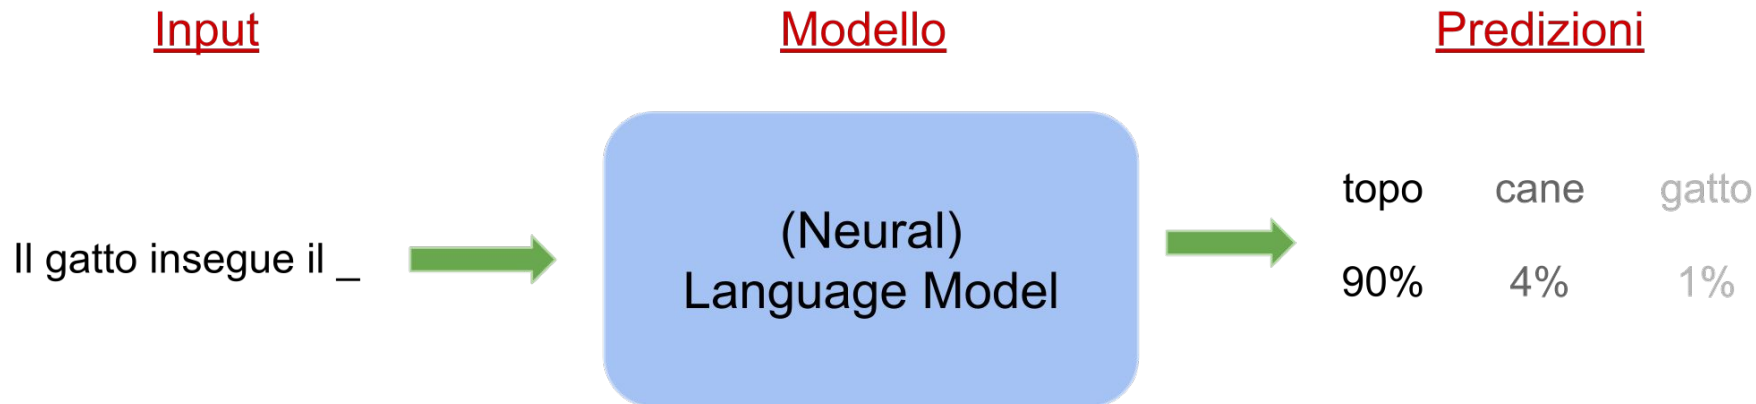 Input
Modello
Predizioni
Il gatto insegue il _
(Neural)
Language Model
topo cane gatto
90% 4% 1%